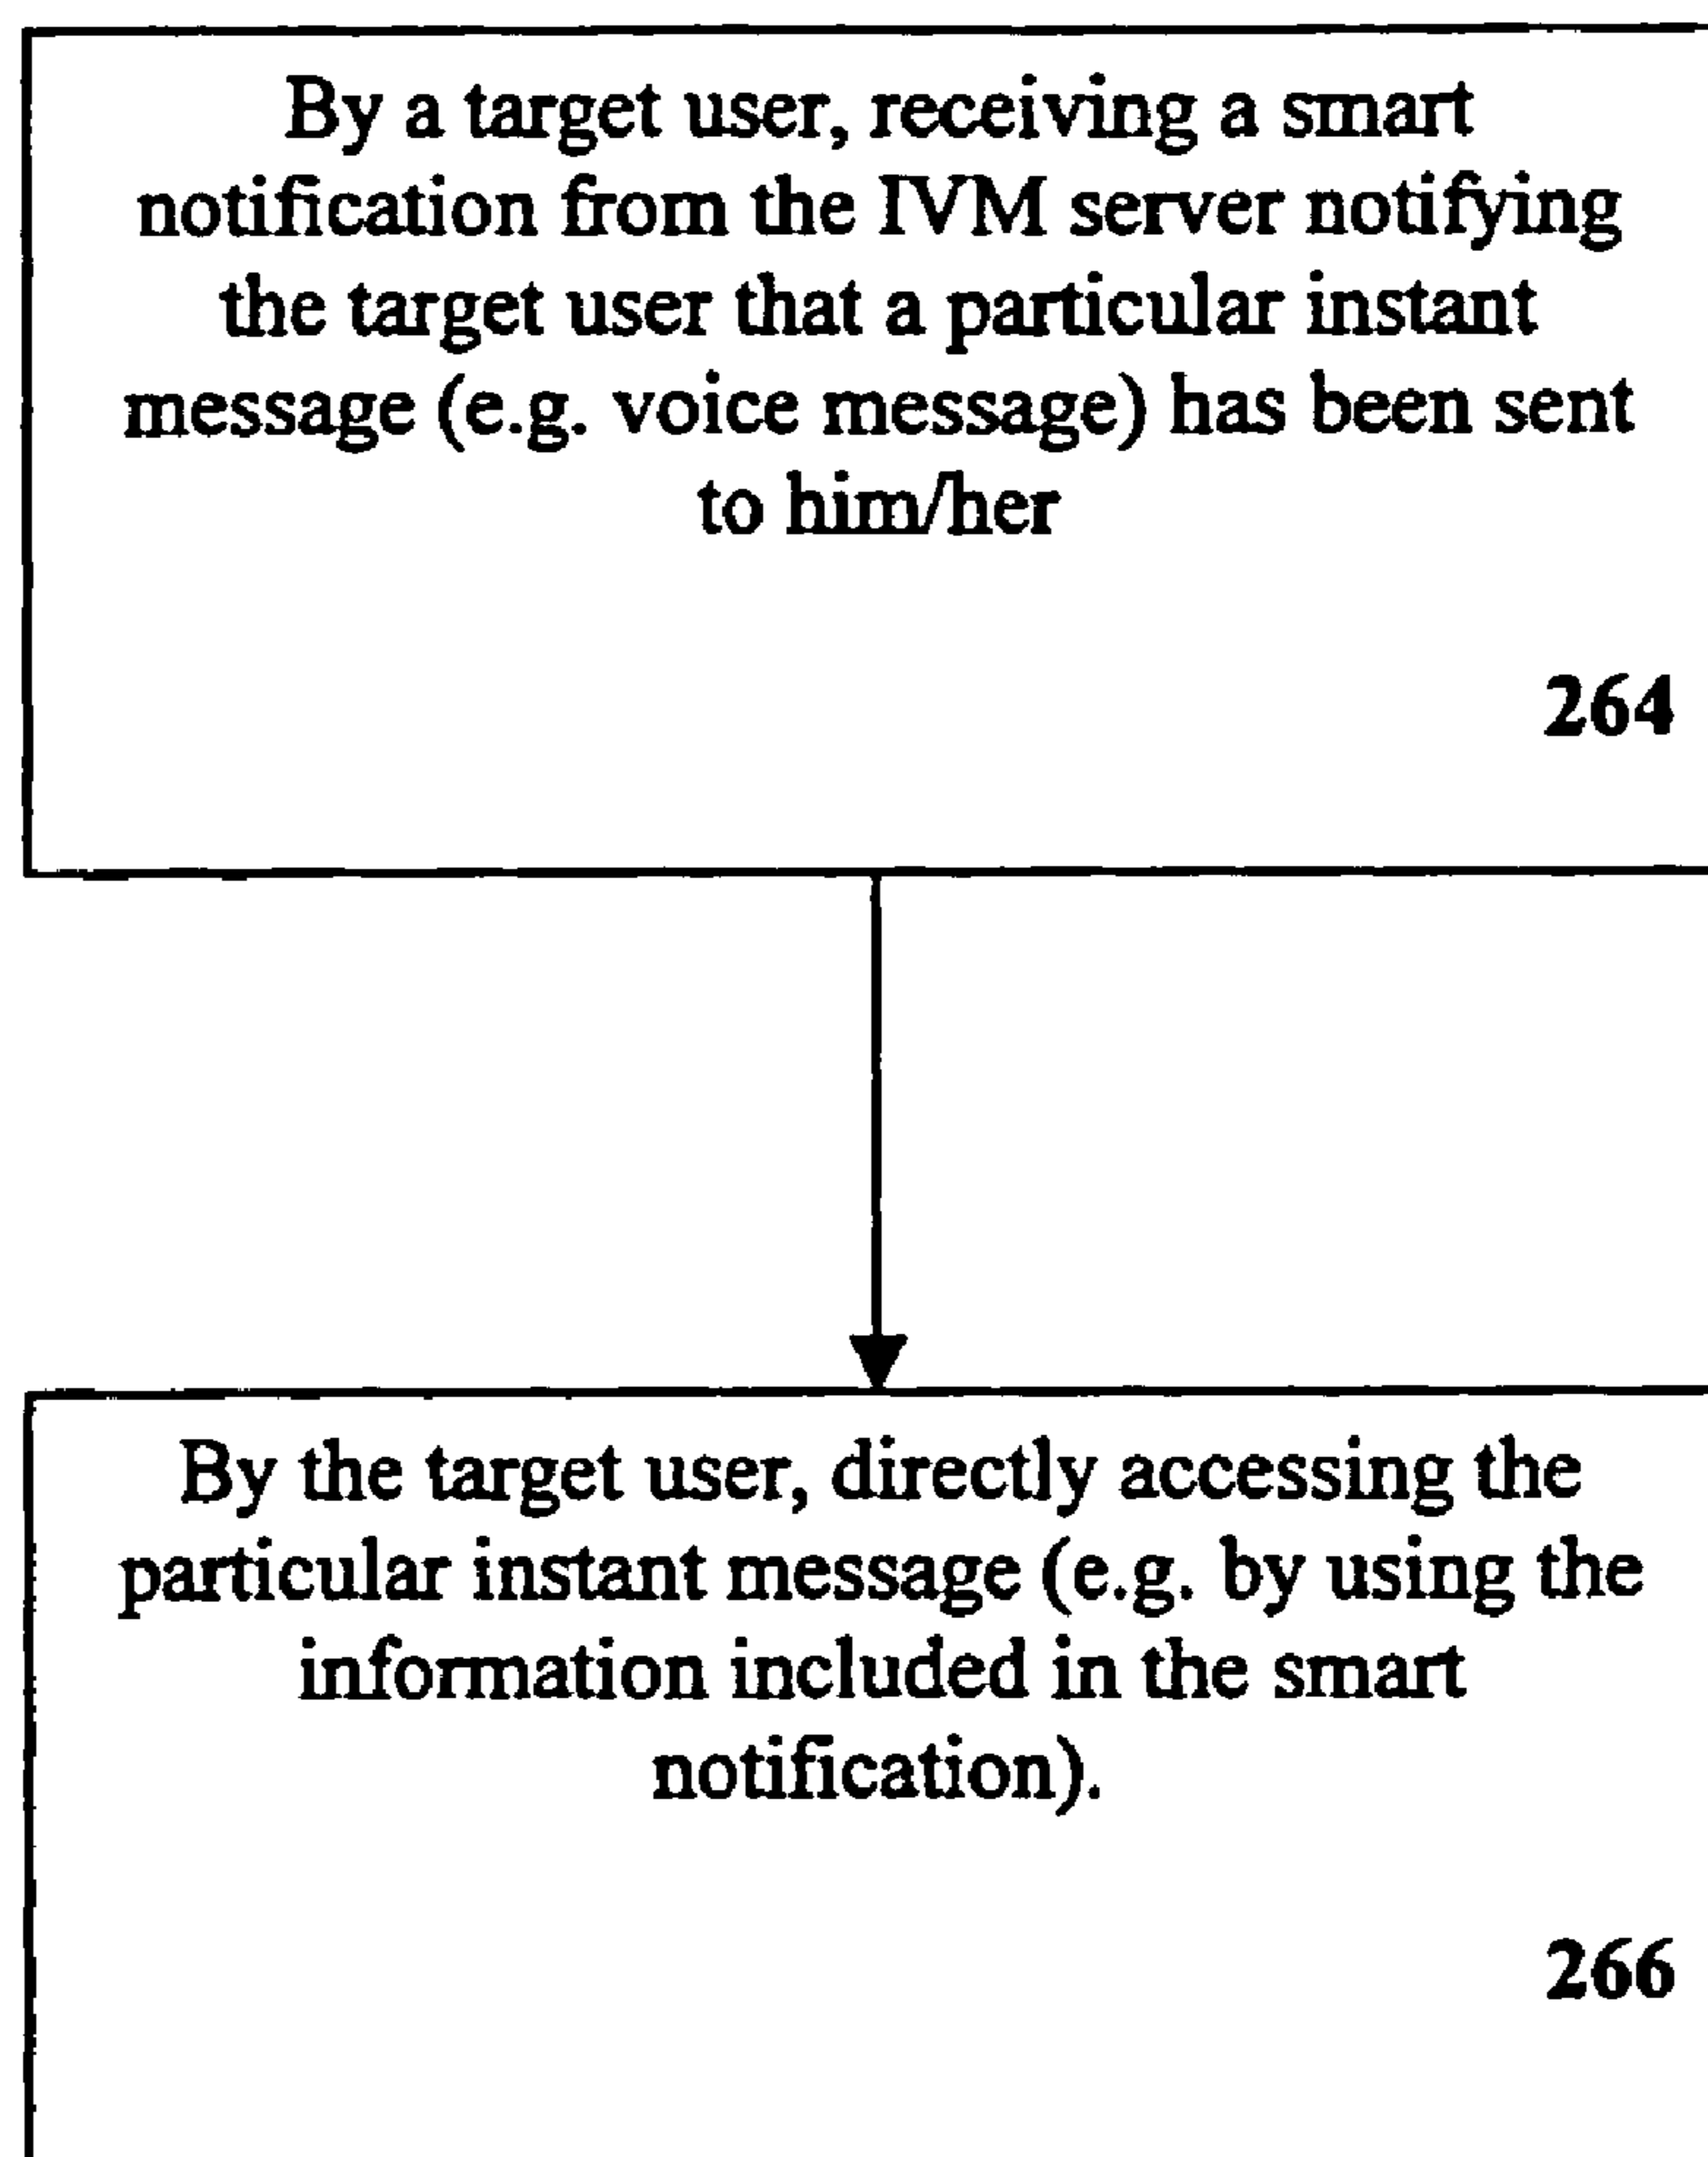 By a target user, receiving a smart
notification from the IVM server notifying
the target user that a particular instant
message (e.g. voice message) has been sent
to him/her
264
By the target user, directly accessing the
particular instant message (e.g. by using the
information included in the smart
notification).
266